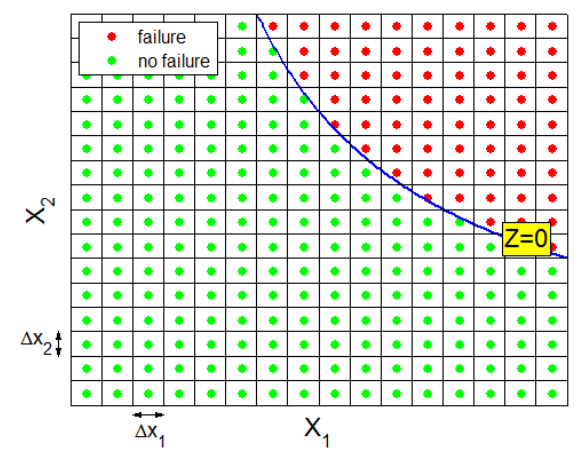 failure
no failure
X₂
Z=0
Δx₂
Δx₁
X₁